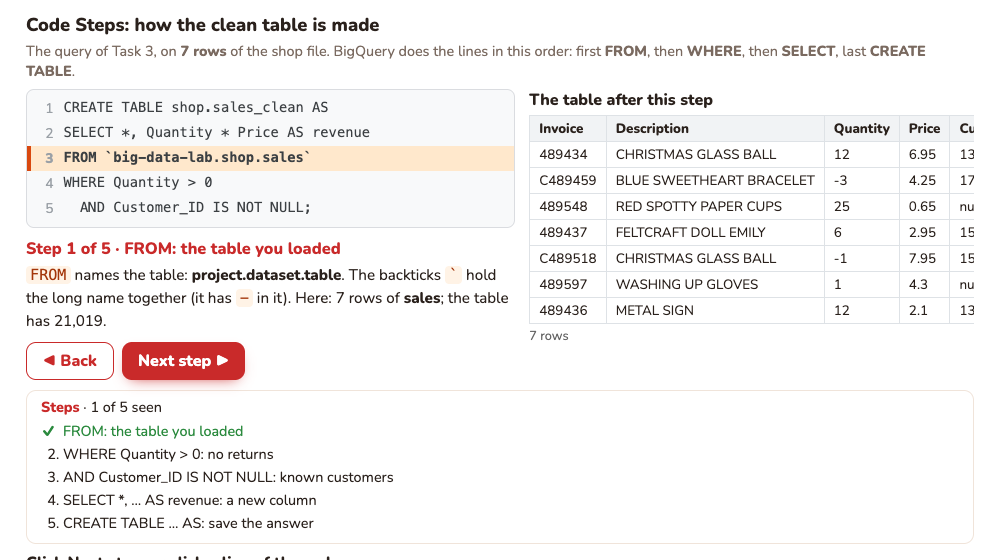 Code Steps: how the clean table is made
The query of Task 3, on 7 rows of the shop file. BigQuery does the lines in this order: first FROM, then WHERE, then SELECT, last CREATE
TABLE.
1 CREATE TABLE shop.sales_clean AS
2 SELECT *, Quantity * Price AS revenue
3 FROM `big-data-lab.shop.sales`
4 WHERE Quantity > 0
5 AND Customer_ID IS NOT NULL;
Step 1 of 5 · FROM: the table you loaded
FROM names the table: project.dataset.table. The backticks ` hold
the long name together (it has – in it). Here: 7 rows of sales; the table
has 21,019.
◄ Back Next step ►
The table after this step
Invoice Description Quantity Price Cu
489434 CHRISTMAS GLASS BALL 12 6.95 13
C489459 BLUE SWEETHEART BRACELET -3 4.25 17
489548 RED SPOTTY PAPER CUPS 25 0.65 nu
489437 FELTCRAFT DOLL EMILY 6 2.95 15
C489518 CHRISTMAS GLASS BALL -1 7.95 15
489597 WASHING UP GLOVES 1 4.3 nu
489436 METAL SIGN 12 2.1 13
7 rows
Steps · 1 of 5 seen
✔ FROM: the table you loaded
2. WHERE Quantity > 0: no returns
3. AND Customer_ID IS NOT NULL: known customers
4. SELECT *, ... AS revenue: a new column
5. CREATE TABLE ... AS: save the answer